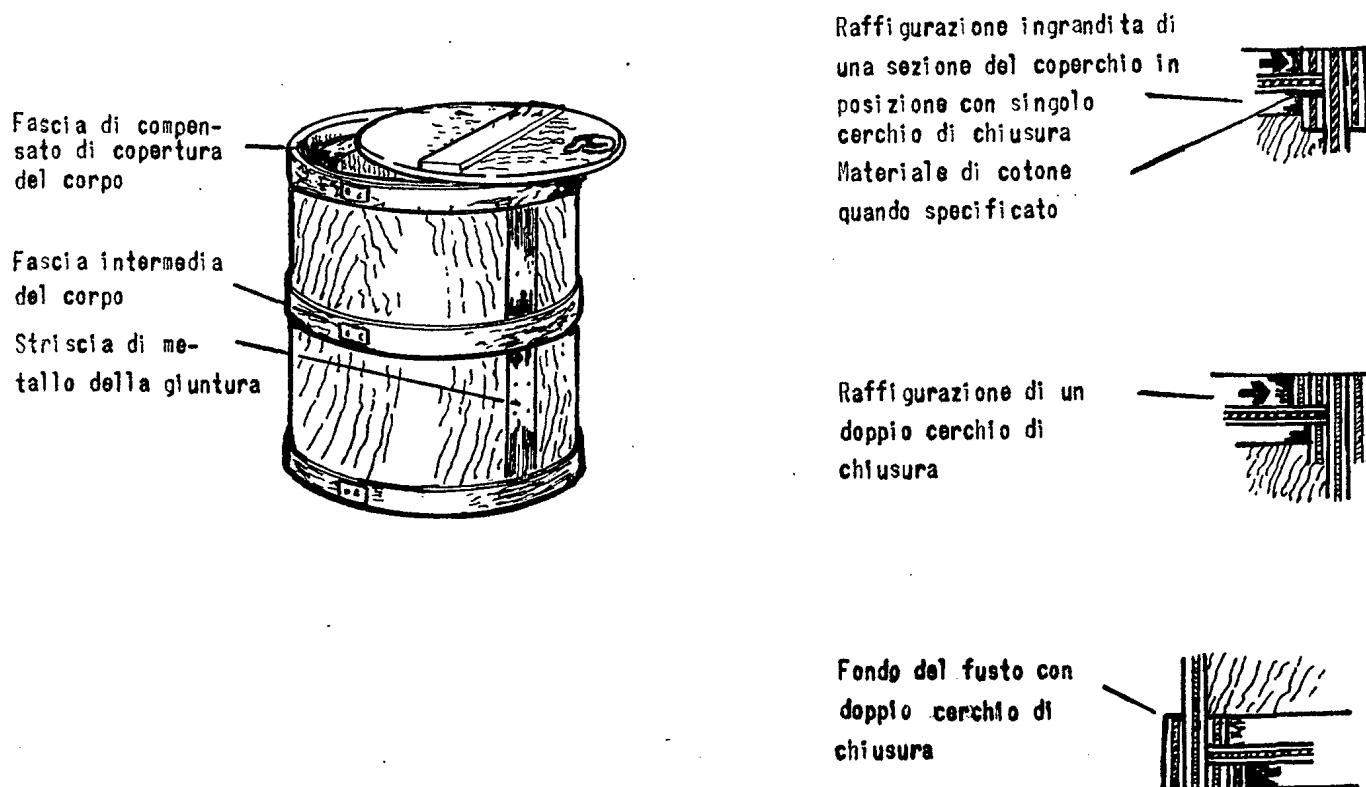 Fascia di compen-
sato di copertura
del corpo
Fascia intermedia
del corpo
Striscia di me-
tallo della giuntura
Raffigurazione ingrandita di
una sezione del coperchio in
posizione con singolo
cerchio di chiusura
Materiale di cotone
quando specificato
Raffigurazione di un
doppio cerchio di
chiusura
Fondo del fusto con
doppio cerchio di
chiusura